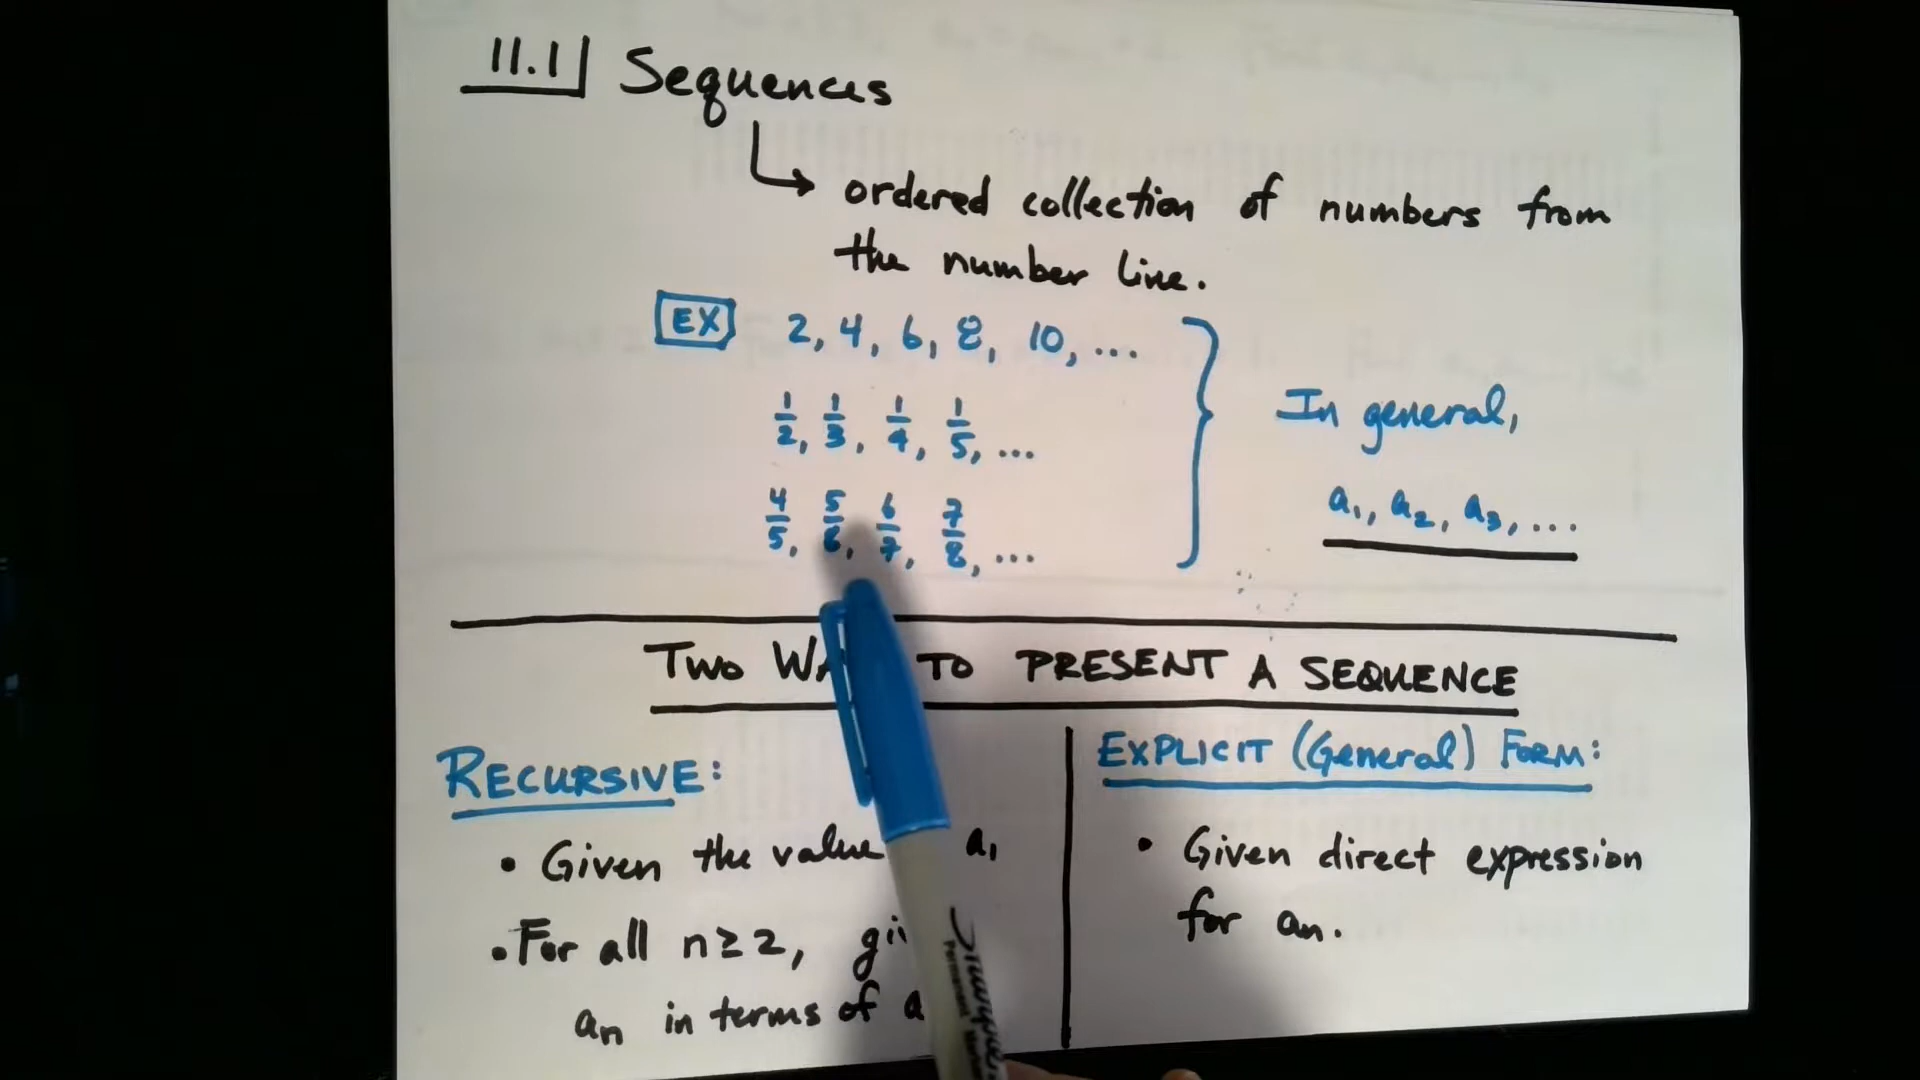 11.1 Sequences
ordered collection of numbers from
the number line.
EX 2, 4, 6, 8, 10, ...
1/2, 1/3, 1/4, 1/5, ...
In general,
4/5, 5/6, 6/7, 7/8, ...
a₁, a₂, a₃, ...
TWO TO PRESENT A SEQUENCE
RECURSIVE:
• Given the value a₁
• For all n ≥ 2,
aₙ in terms of
EXPLICIT (General) FORM:
• Given direct expression
for aₙ.
Permanent